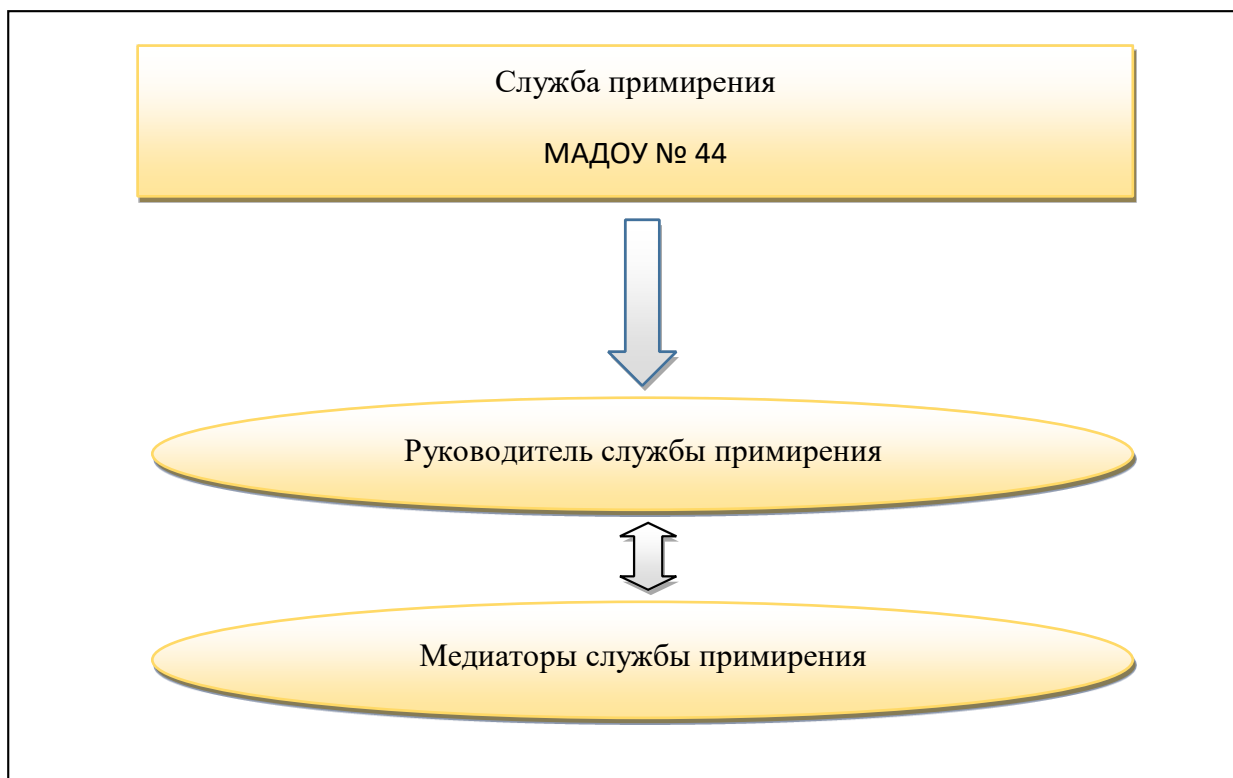 Служба примирения
МАДОУ № 44
Руководитель службы примирения
Медиаторы службы примирения